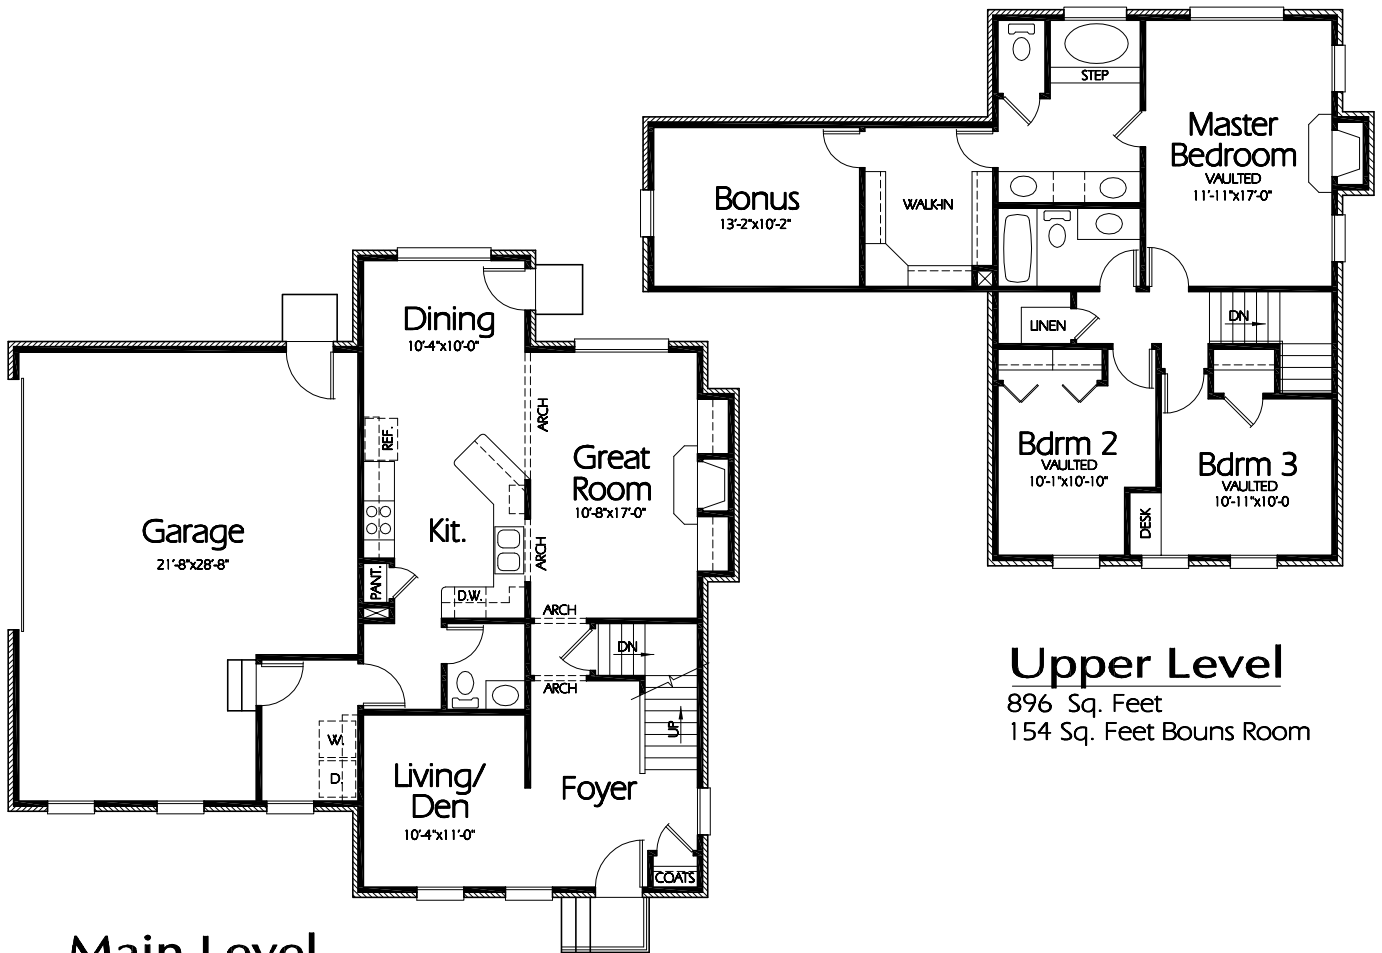 STEP
Master
Bedroom
VAULTED
11'-11"x17'-0"
Bonus
13'-2"x10'-2"
WALK-IN
LINEN
DN
Bdrm 2
VAULTED
10'-1"x10'-10"
Bdrm 3
VAULTED
10'-11"x10'-0
DESK
Upper Level
896 Sq. Feet
154 Sq. Feet Bouns Room
Dining
10'-4"x10'-0"
ARCH
REF.
Great
Room
10'-8"x17'-0"
Garage
21'-8"x28'-8"
Kit.
ARCH
PANT.
D.W.
ARCH
DN
ARCH
UP
W.
D.
Living/
Den
10'-4"x11'-0"
Foyer
COATS
Main Level